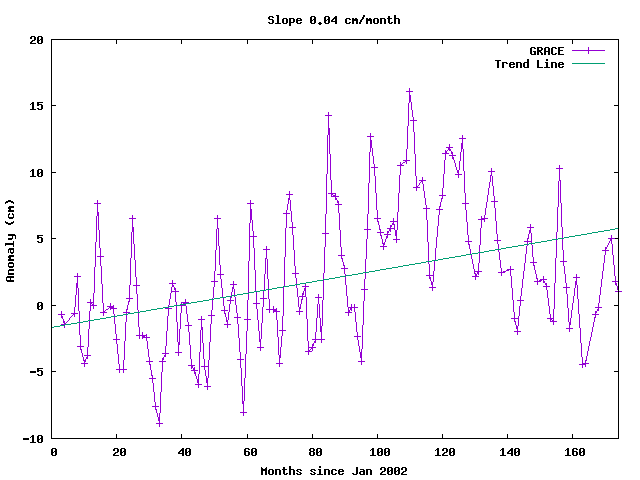 Slope 0.04 cm/month
GRACE
Trend Line
20
15
10
5
0
-5
-10
Anomaly (cm)
0 20 40 60 80 100 120 140 160
Months since Jan 2002